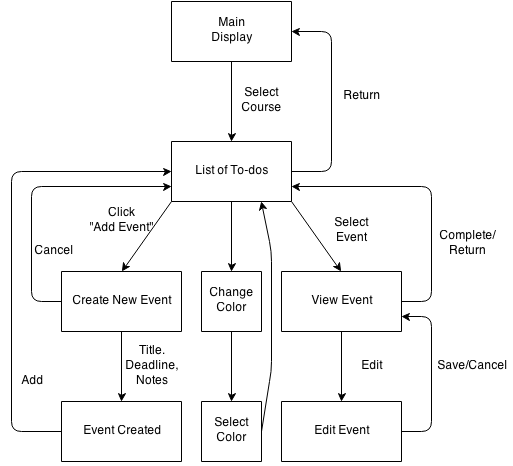 Main
Display
Select
Course
Return
List of To-dos
Click
"Add Event"
Select
Event
Cancel
Complete/
Return
Create New Event
Change
Color
View Event
Title.
Deadline,
Notes
Edit
Save/Cancel
Add
Event Created
Select
Color
Edit Event